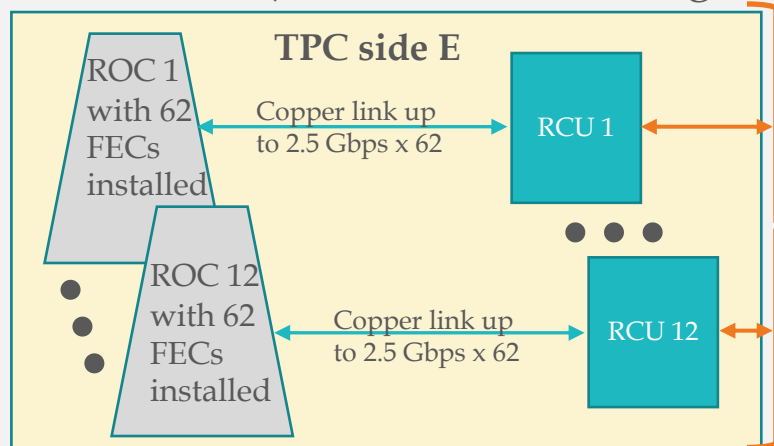 TPC side E
ROC 1
with 62
FECs
installed
Copper link up
to 2.5 Gbps x 62
RCU 1
ROC 12
with 62
FECs
installed
Copper link up
to 2.5 Gbps x 62
RCU 12